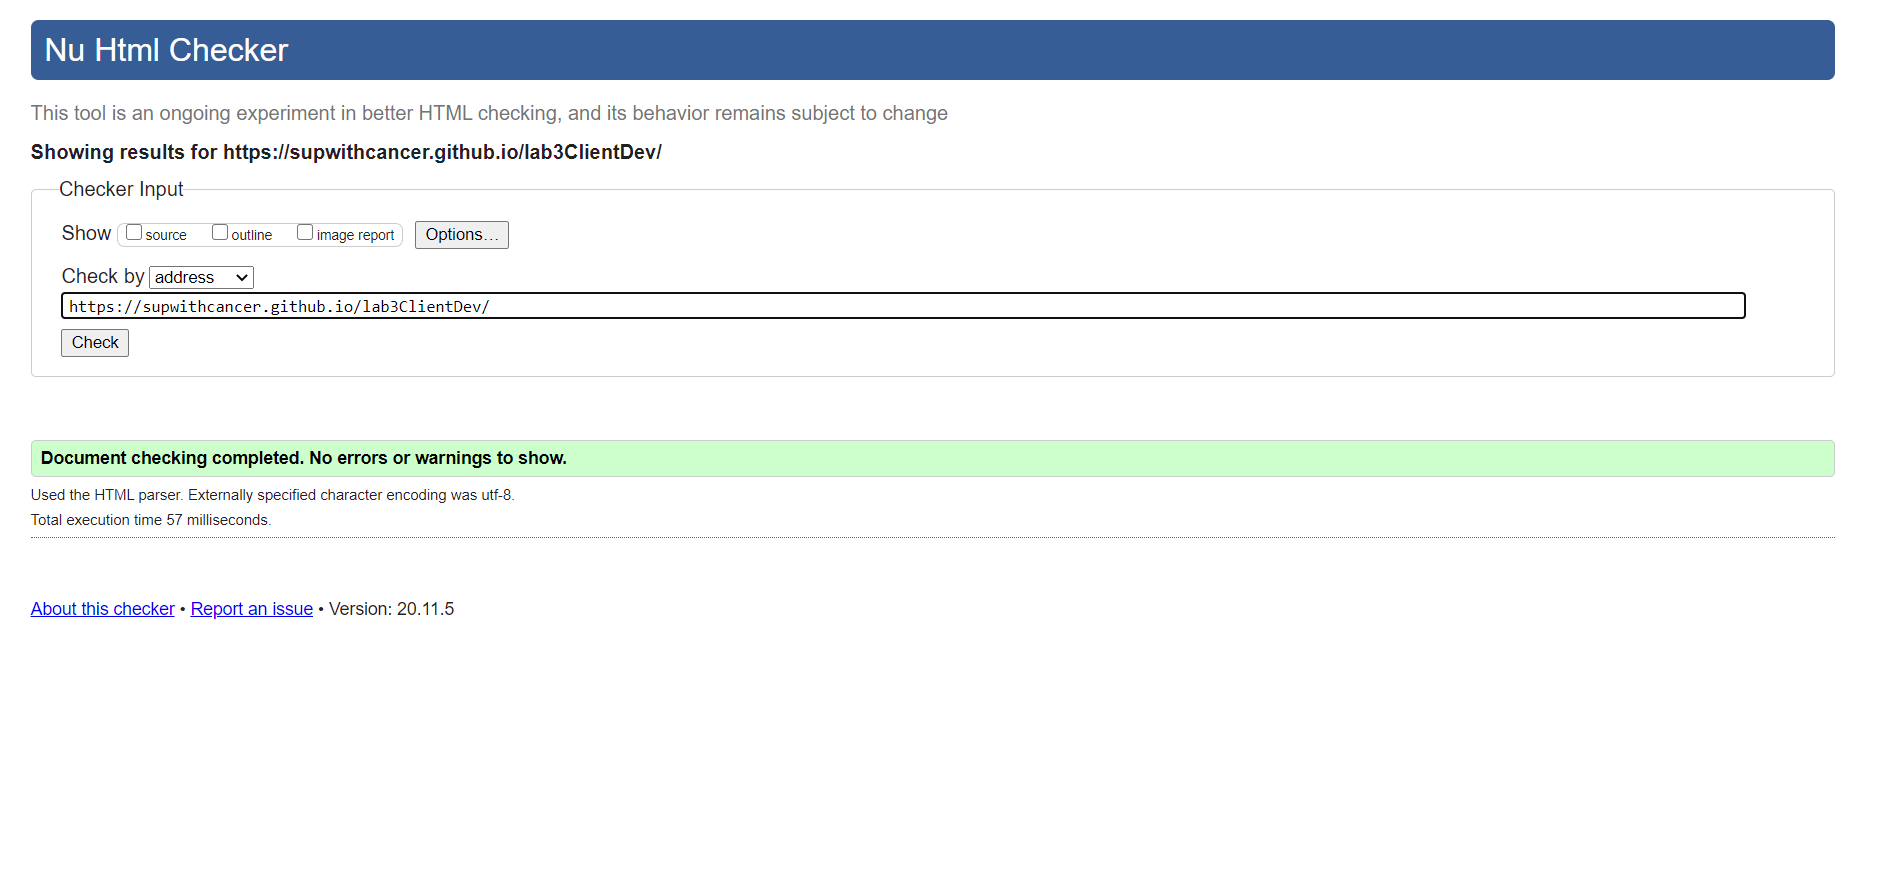 Nu Html Checker
This tool is an ongoing experiment in better HTML checking, and its behavior remains subject to change
Showing results for https://supwithcancer.github.io/lab3ClientDev/
Checker Input
Show source outline image report Options…
Check by address
https://supwithcancer.github.io/lab3ClientDev/
Check
Document checking completed. No errors or warnings to show.
Used the HTML parser. Externally specified character encoding was utf-8.
Total execution time 57 milliseconds.
About this checker • Report an issue • Version: 20.11.5